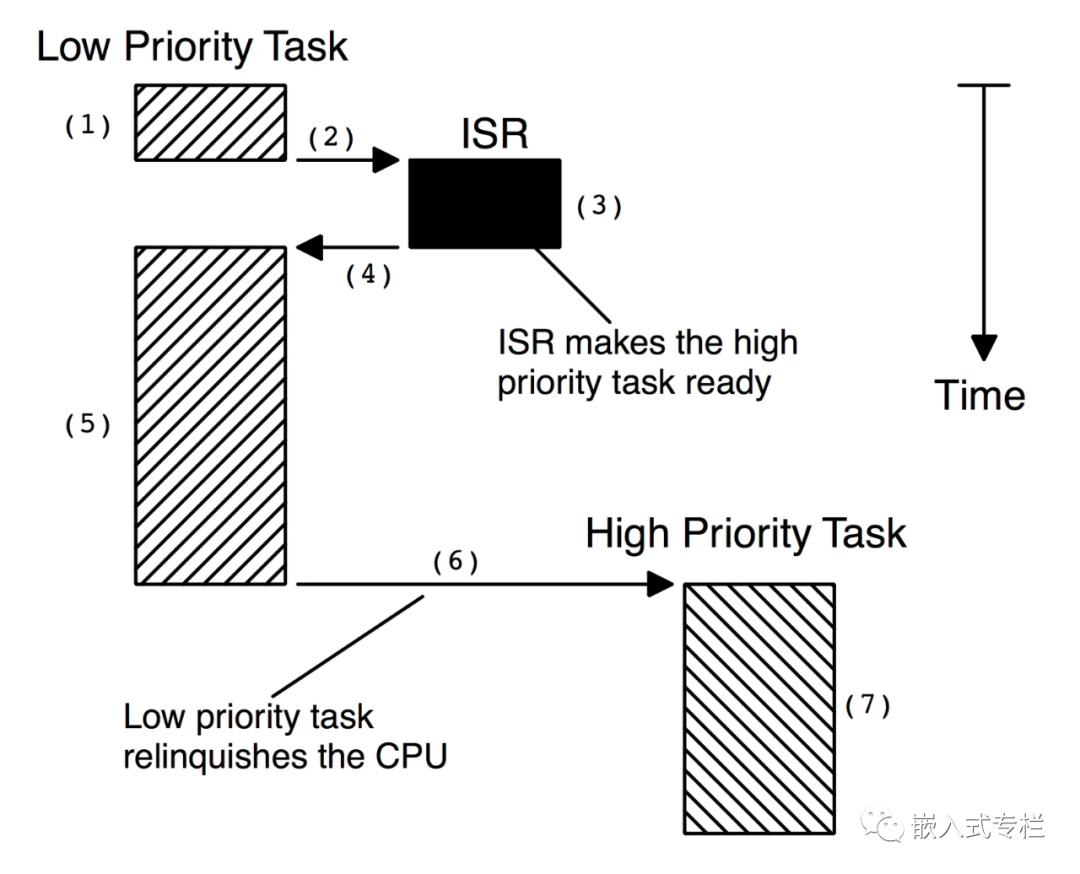 Low Priority Task
(1)
(2)
ISR
(3)
(4)
ISR makes the high
priority task ready
Time
(5)
High Priority Task
(6)
Low priority task
relinquishes the CPU
(7)
嵌入式专栏